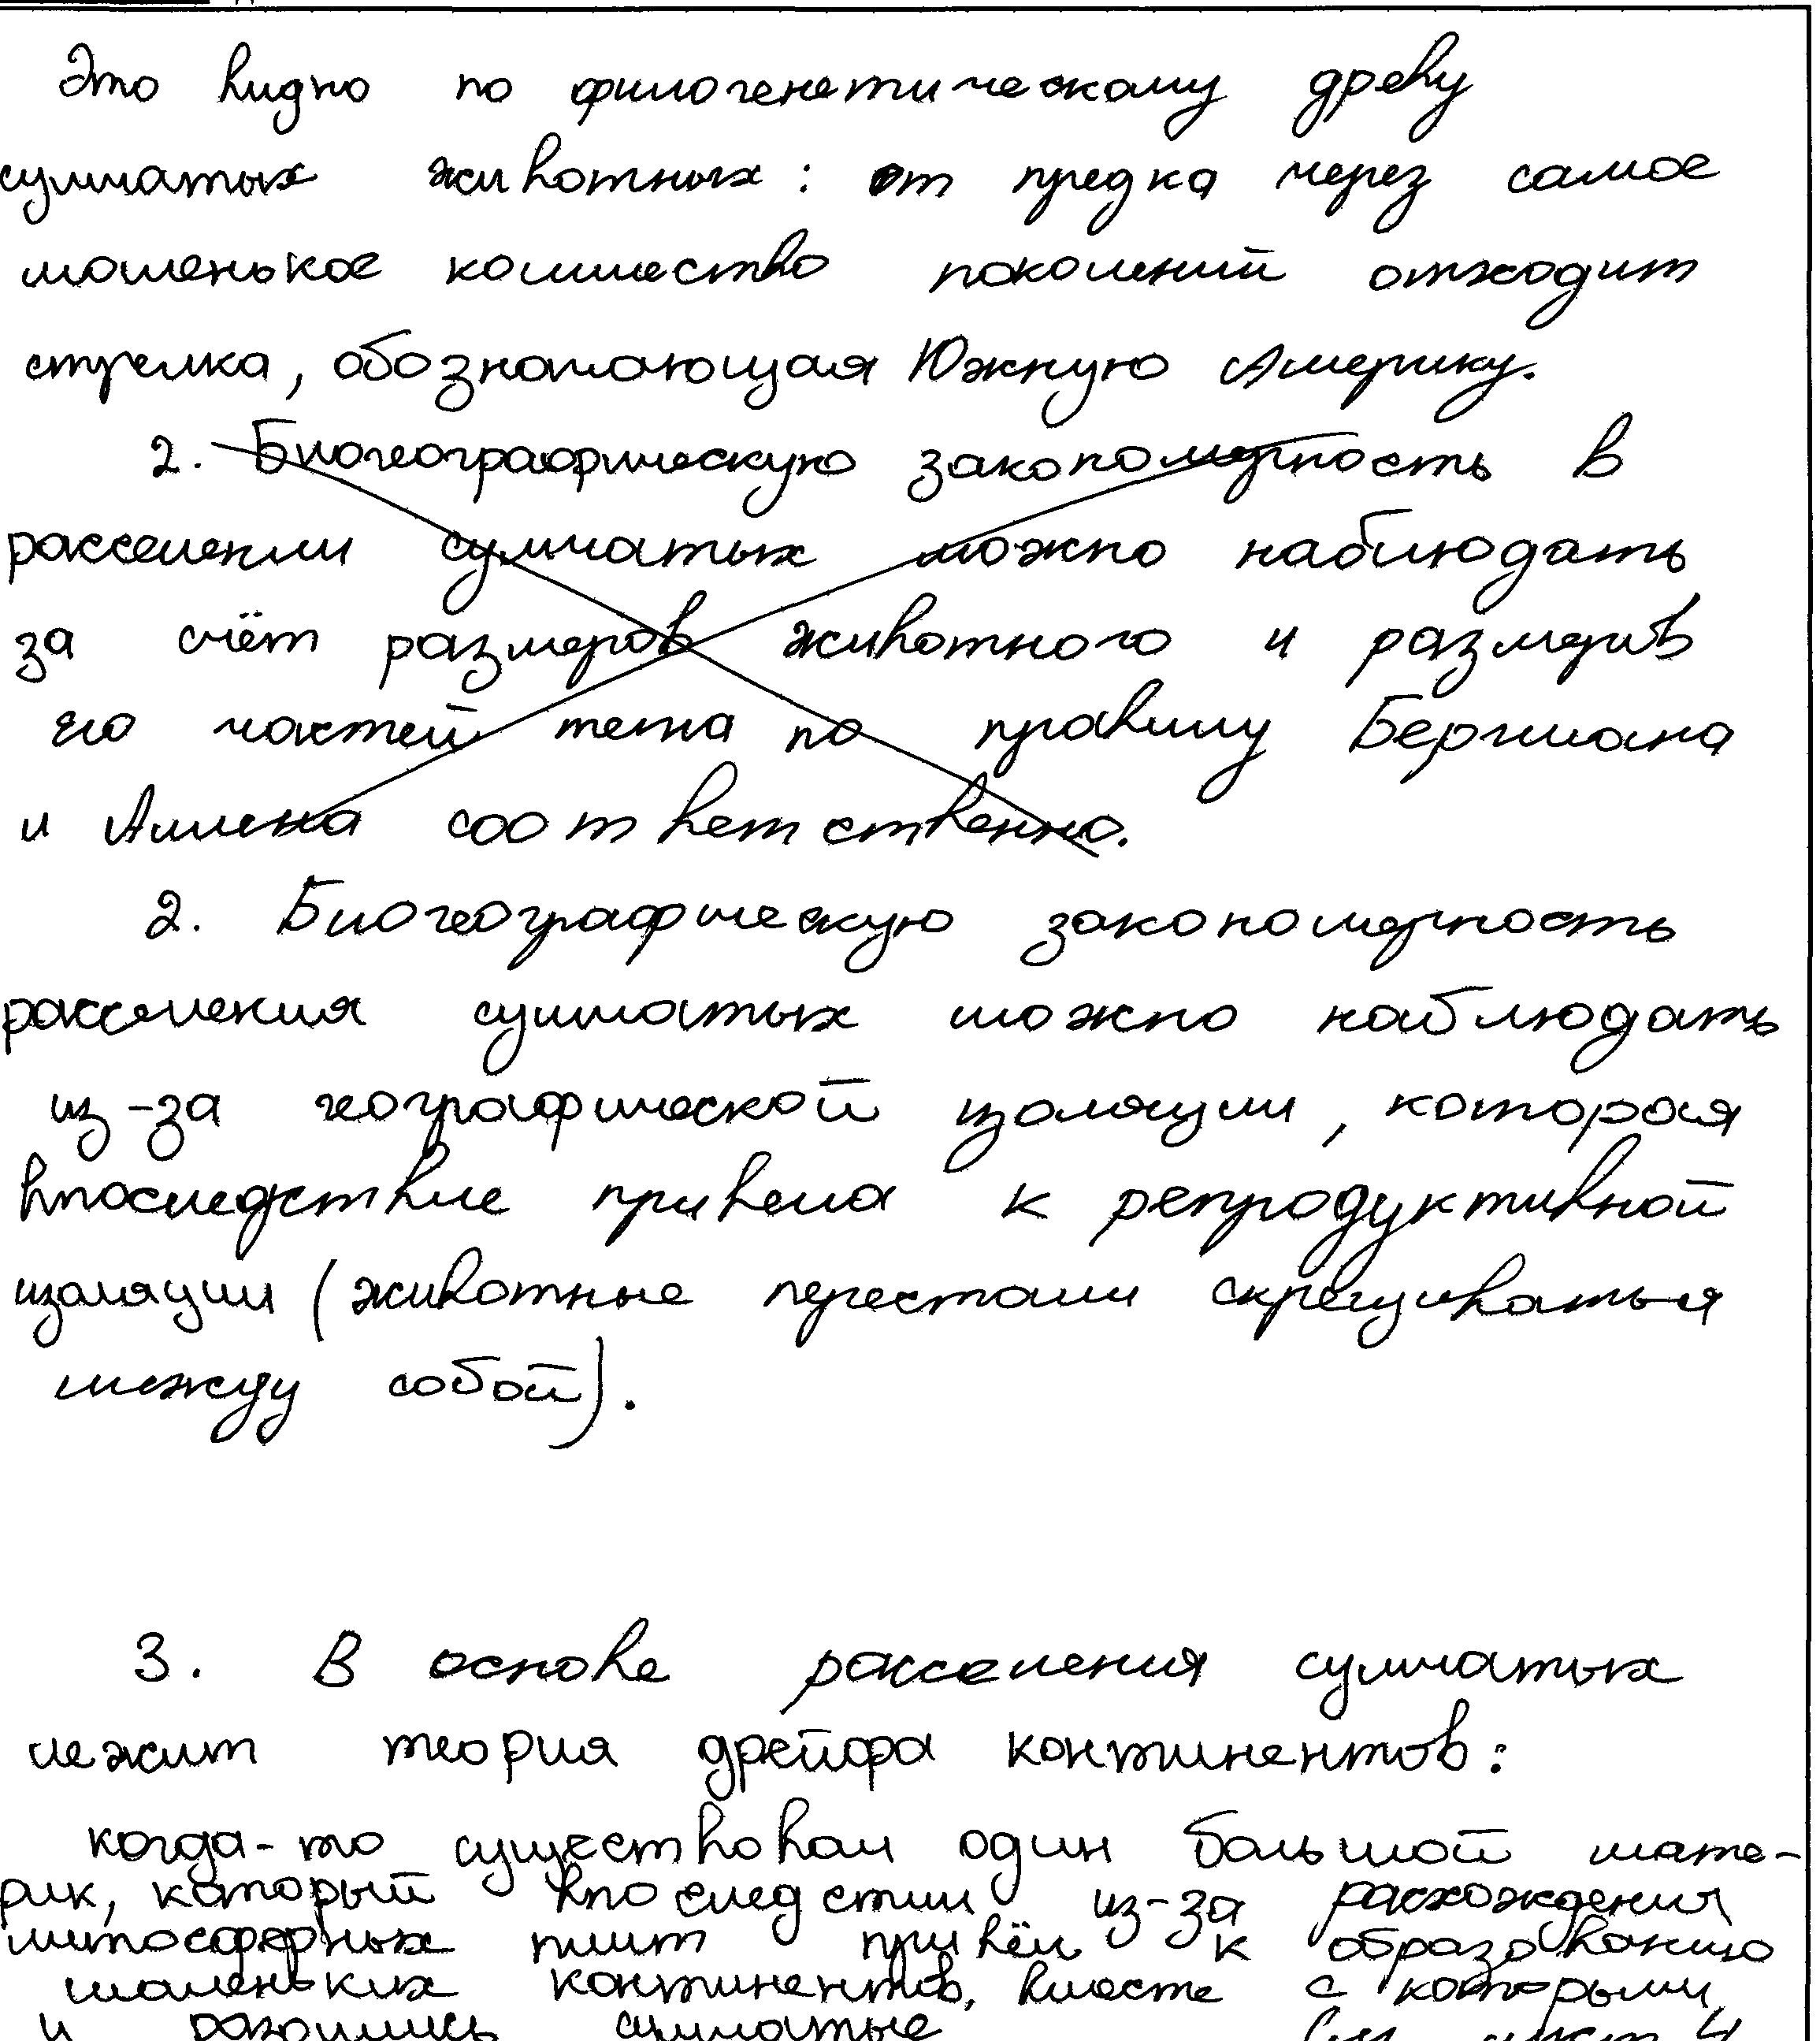 Это видно по филогенетическому древу
сумчатых животных: от предка через самое
маленькое количество поколений отходит
стрелка, обозначающая Южную Америку.
2. Биогеографическую закономерность в
расселении сумчатых можно наблюдать
за счёт размеров животного и размеров
его частей тела по правилу Бергмана
и Аллена соответственно.
2. Биогеографическую закономерность
расселения сумчатых можно наблюдать
из-за географической изоляции, которая
впоследствие привела к репродуктивной
изоляции (животные перестали скрещиваться
между собой).
3. В основе расселения сумчатых
лежит теория дрейфа континентов:
когда-то существовал один большой мате-
рик, который впоследстии из-за расхождения
литосферных плит привёл к образованию
маленьких континентов, вместе с которыми
и разошлись сумчатые